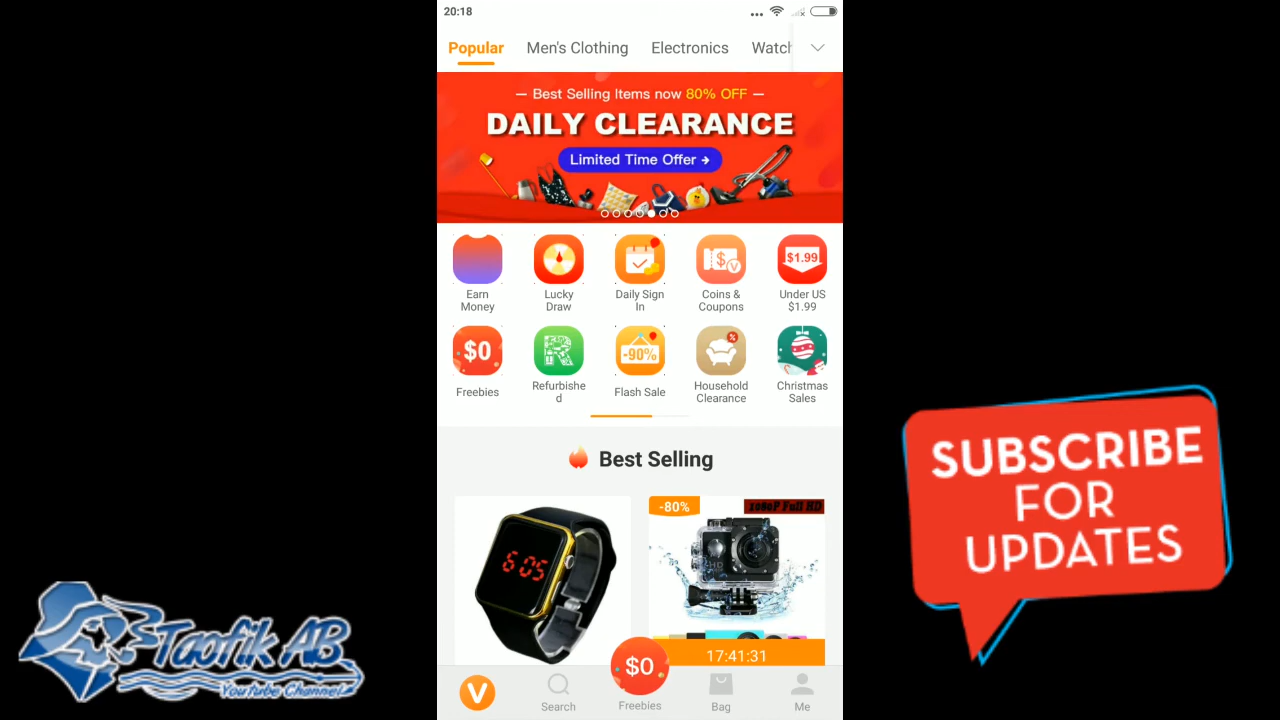 20:18
Popular Men's Clothing Electronics Watch
— Best Selling Items now 80% OFF —
DAILY CLEARANCE
Limited Time Offer →
$1.99
Earn Money
Lucky Draw
Daily Sign In
Coins & Coupons
Under US $1.99
$0
R
-90%
Freebies
Refurbishe
d
Flash Sale
Household Clearance
Christmas Sales
Best Selling
-80%
1080P Full HD
6:05
17:41:31
V
$0
Search
Freebies
Bag
Me
SUBSCRIBE
FOR
UPDATES
Taofik AB
Youtube Channel